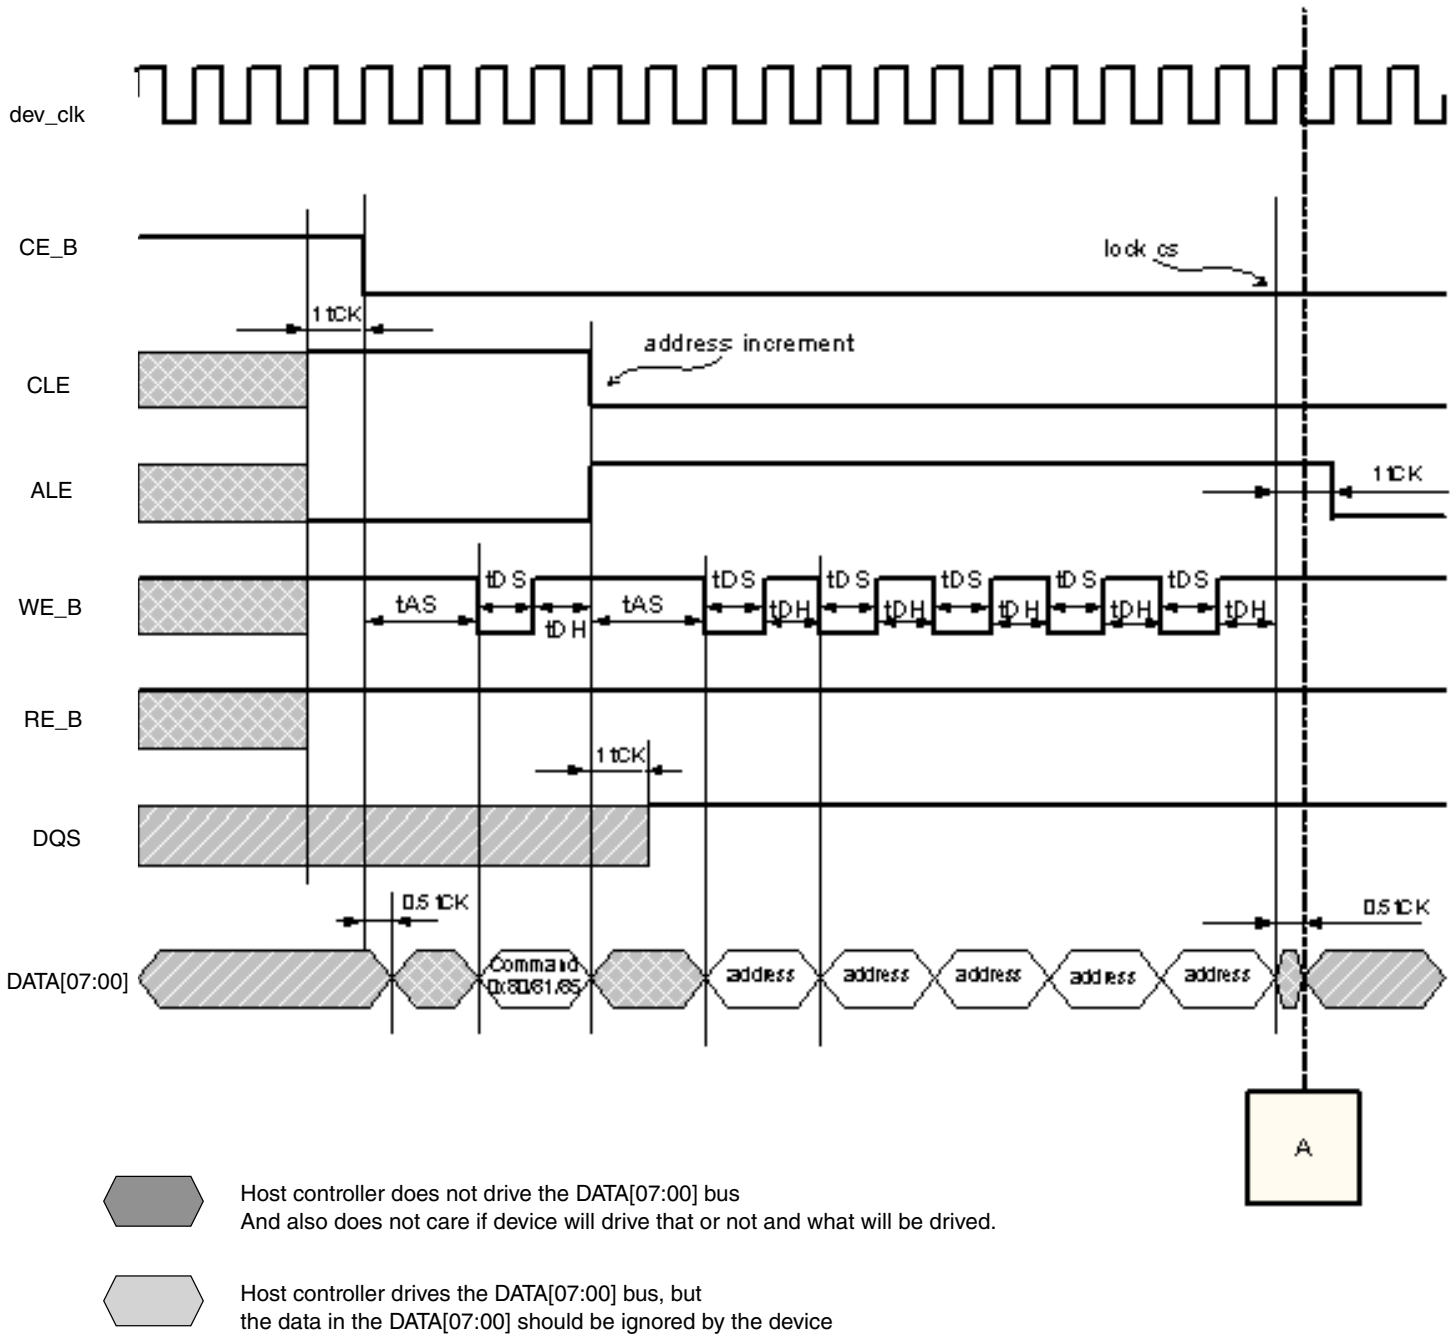 dev_clk
CE_B
lock cs
1 tCK
address increment
CLE
ALE
1 tCK
WE_B
tAS
tDS
tDH
tAS
tDS
tDH
tDS
tDH
tDS
tDH
tDS
tDH
tDS
tDH
RE_B
1 tCK
DQS
0.5 tCK
0.5 tCK
DATA[07:00]
Command
0x80/81/85
address
address
address
address
address
A
Host controller does not drive the DATA[07:00] bus
And also does not care if device will drive that or not and what will be drived.
Host controller drives the DATA[07:00] bus, but
the data in the DATA[07:00] should be ignored by the device